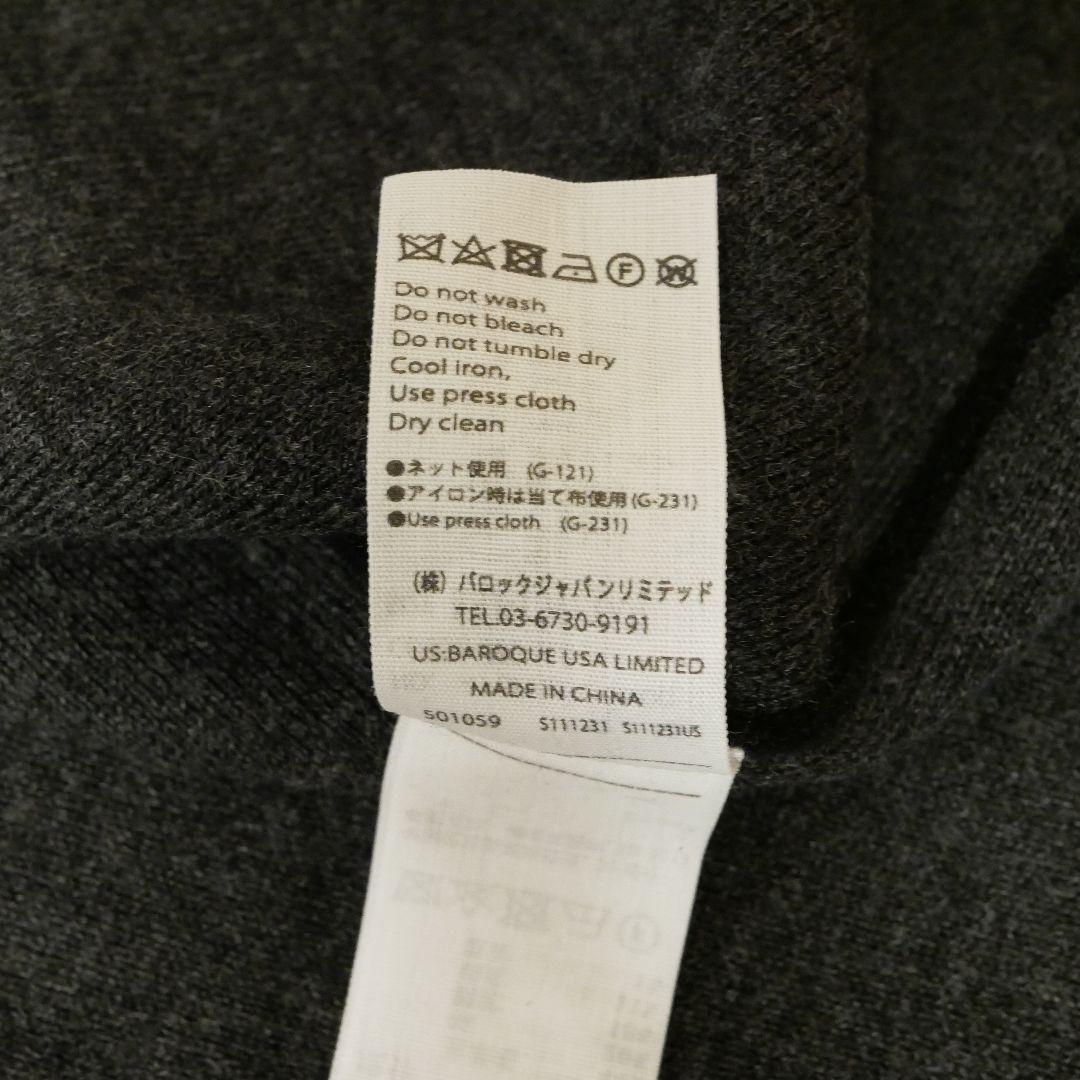 F W
Do not wash
Do not bleach
Do not tumble dry
Cool iron,
Use press cloth
Dry clean
●ネット使用 (G-121)
●アイロン時は当て布使用(G-231)
●Use press cloth (G-231)
(株) バロックジャパンリミテッド
TEL.03-6730-9191
US:BAROQUE USA LIMITED
MADE IN CHINA
501059 S111231 S111231US